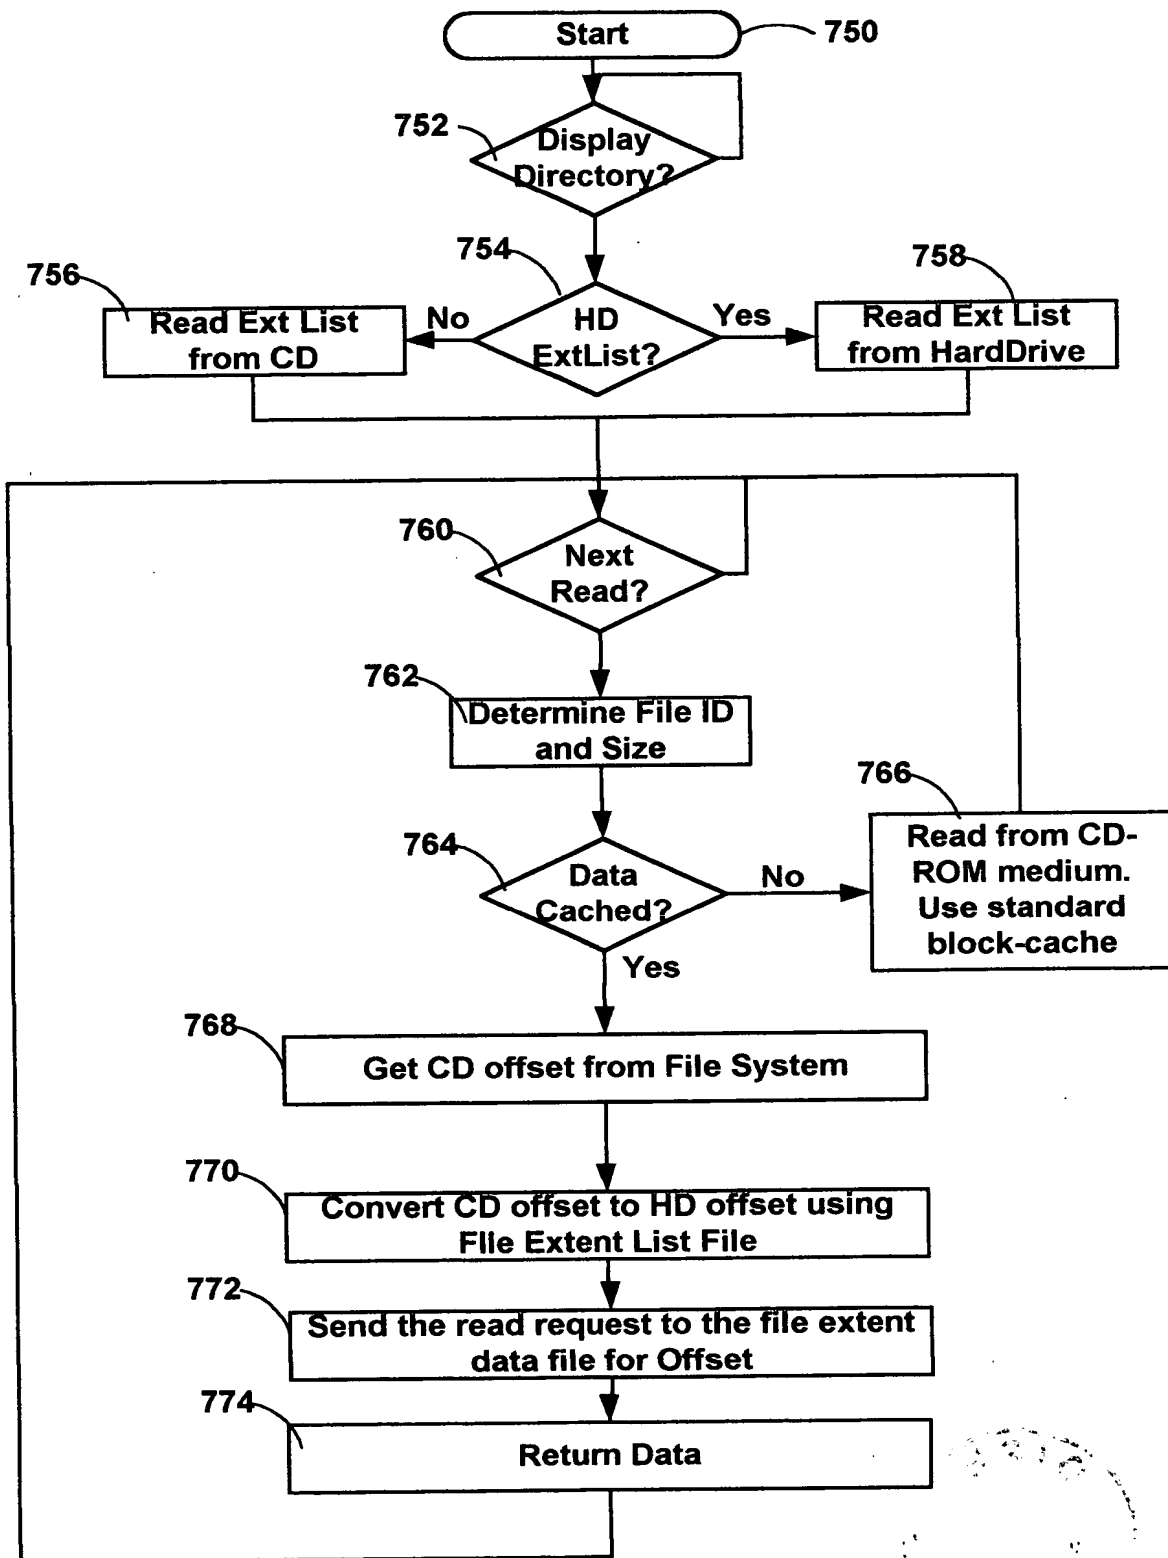 Start
750
752
Display
Directory?
754
756
758
Read Ext List
from CD
No
HD
ExtList?
Yes
Read Ext List
from HardDrive
760
Next
Read?
762
Determine File ID
and Size
764
Data
Cached?
No
766
Read from CD-
ROM medium.
Use standard
block-cache
Yes
768
Get CD offset from File System
770
Convert CD offset to HD offset using
File Extent List File
772
Send the read request to the file extent
data file for Offset
774
Return Data